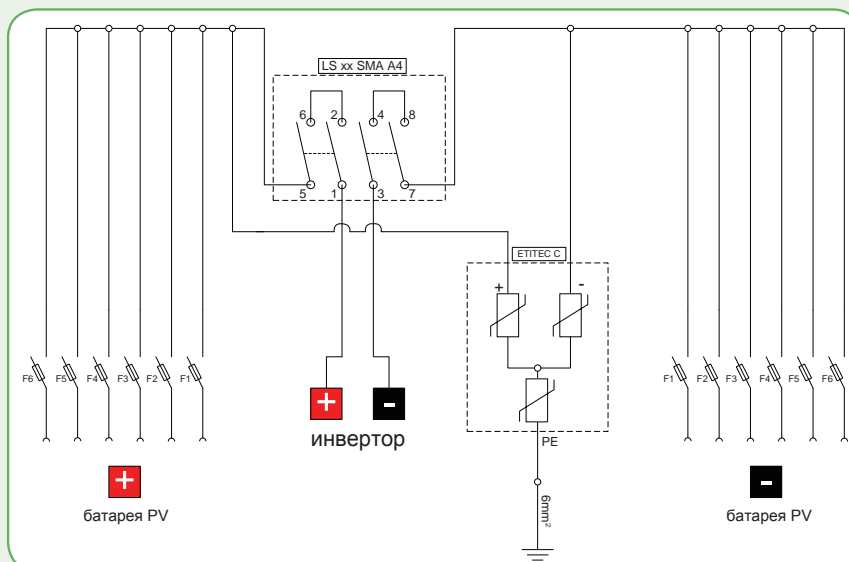 LS xx SMA A4
6 2 4 8
5 1 3 7
ETITEC C
+ -
F6 F5 F4 F3 F2 F1
F1 F2 F3 F4 F5 F6
+ -
инвертор
PE
6mm²
+
батарея PV
-
батарея PV